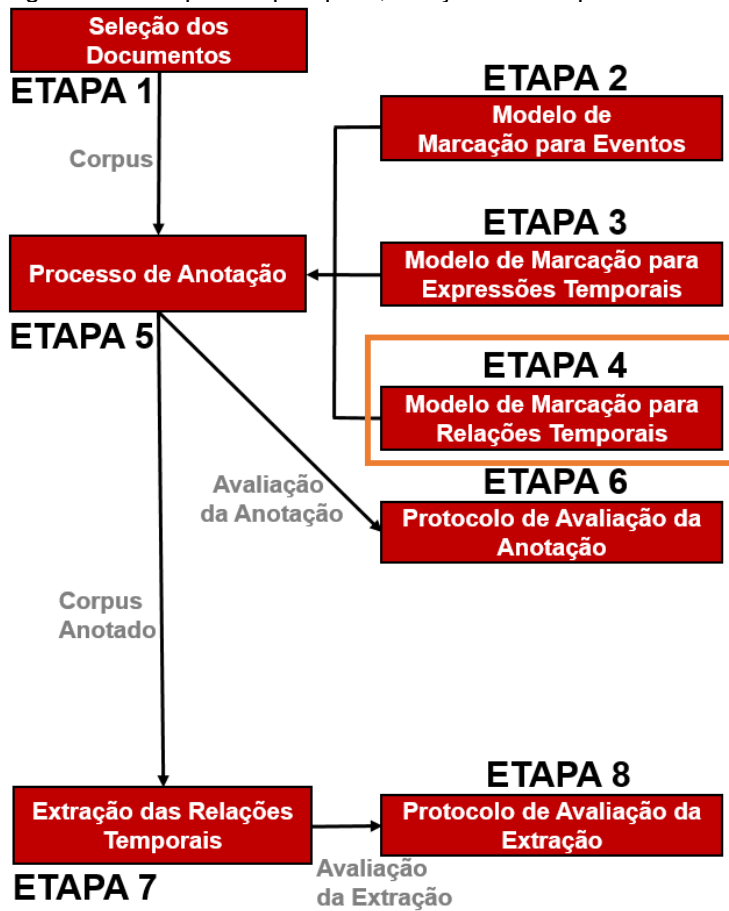 Seleção dos
Documentos
ETAPA 1
ETAPA 2
Modelo de
Marcação para Eventos
Corpus
ETAPA 3
Modelo de Marcação para
Expressões Temporais
Processo de Anotação
ETAPA 5
ETAPA 4
Modelo de Marcação para
Relações Temporais
Avaliação
da Anotação
ETAPA 6
Protocolo de Avaliação da
Anotação
Corpus
Anotado
Extração das Relações
Temporais
ETAPA 7
ETAPA 8
Protocolo de Avaliação da
Extração
Avaliação
da Extração